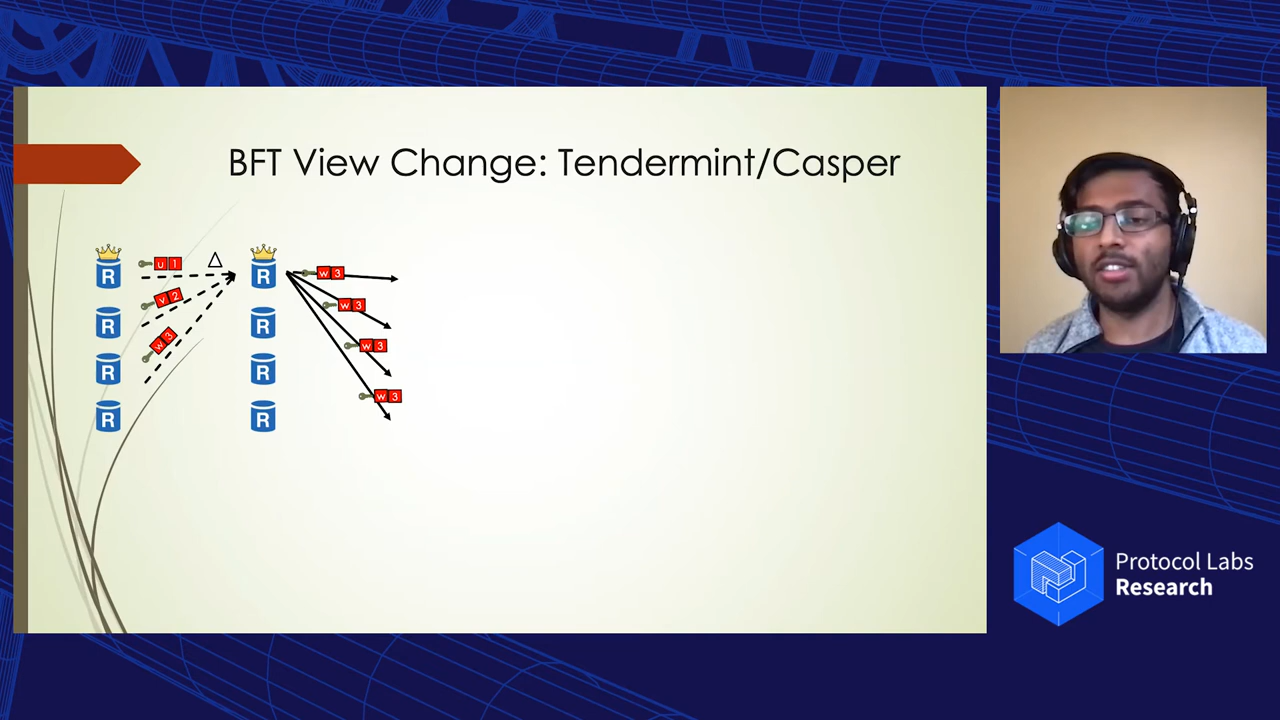 BFT View Change: Tendermint/Casper
R
u 1
Δ
R
w 3
R
v 2
R
w 3
R
w 3
R
w 3
R
R
w 3
Protocol Labs
Research